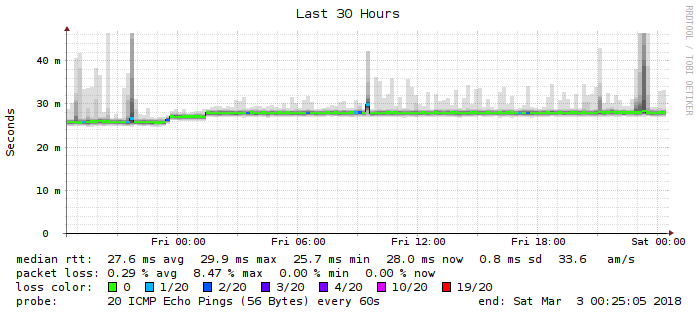 Last 30 Hours
RRDTOOL / TOBI OETIKER
Seconds
40 m
30 m
20 m
10 m
0
Fri 00:00 Fri 06:00 Fri 12:00 Fri 18:00 Sat 00:00
median rtt: 27.6 ms avg 29.9 ms max 25.7 ms min 28.0 ms now 0.8 ms sd 33.6 am/s
packet loss: 0.29 % avg 8.47 % max 0.00 % min 0.00 % now
loss color: 0 1/20 2/20 3/20 4/20 10/20 19/20
probe: 20 ICMP Echo Pings (56 Bytes) every 60s end: Sat Mar 3 00:25:05 2018